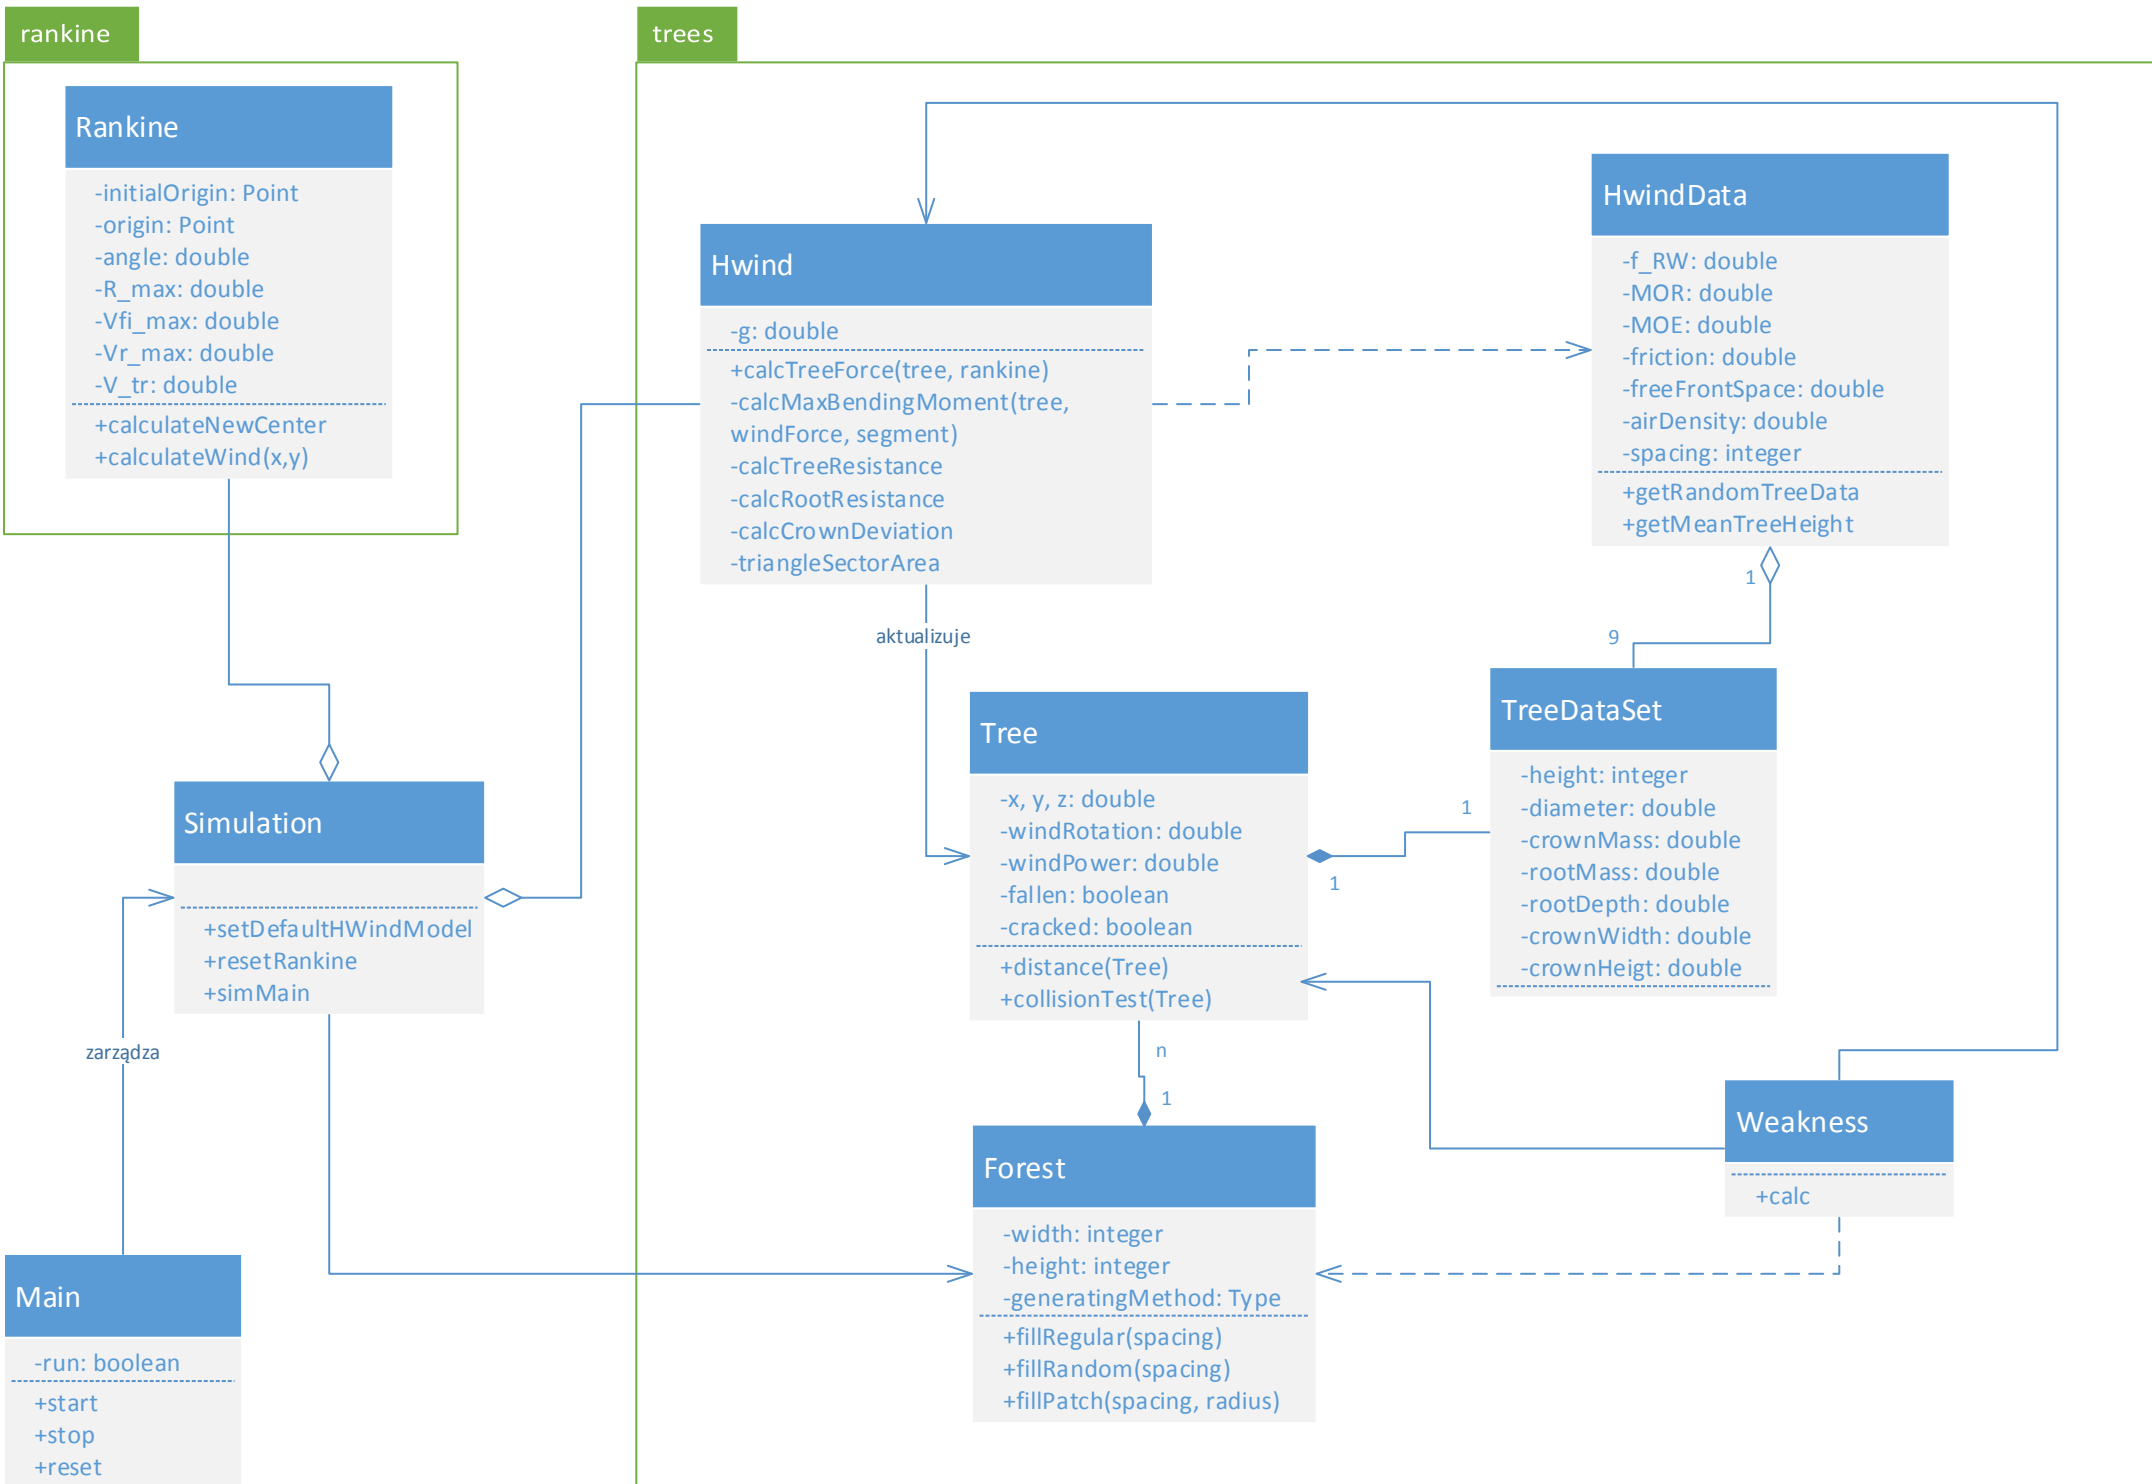 rankine
trees
Rankine
-initialOrigin: Point
-origin: Point
-angle: double
-R_max: double
-Vfi_max: double
-Vr_max: double
-V_tr: double
+calculateNewCenter
+calculateWind(x,y)
Hwind
-g: double
+calcTreeForce(tree, rankine)
-calcMaxBendingMoment(tree,
windForce, segment)
-calcTreeResistance
-calcRootResistance
-calcCrownDeviation
-triangleSectorArea
HwindData
-f_RW: double
-MOR: double
-MOE: double
-friction: double
-freeFrontSpace: double
-airDensity: double
-spacing: integer
+getRandomTreeData
+getMeanTreeHeight
1
9
aktualizuje
Tree
-x, y, z: double
-windRotation: double
-windPower: double
-fallen: boolean
-cracked: boolean
+distance(Tree)
+collisionTest(Tree)
1
1
TreeDataSet
-height: integer
-diameter: double
-crownMass: double
-rootMass: double
-rootDepth: double
-crownWidth: double
-crownHeigt: double
Simulation
+setDefaultHWindModel
+resetRankine
+simMain
zarządza
n
1
Forest
-width: integer
-height: integer
-generatingMethod: Type
+fillRegular(spacing)
+fillRandom(spacing)
+fillPatch(spacing, radius)
Weakness
+calc
Main
-run: boolean
+start
+stop
+reset